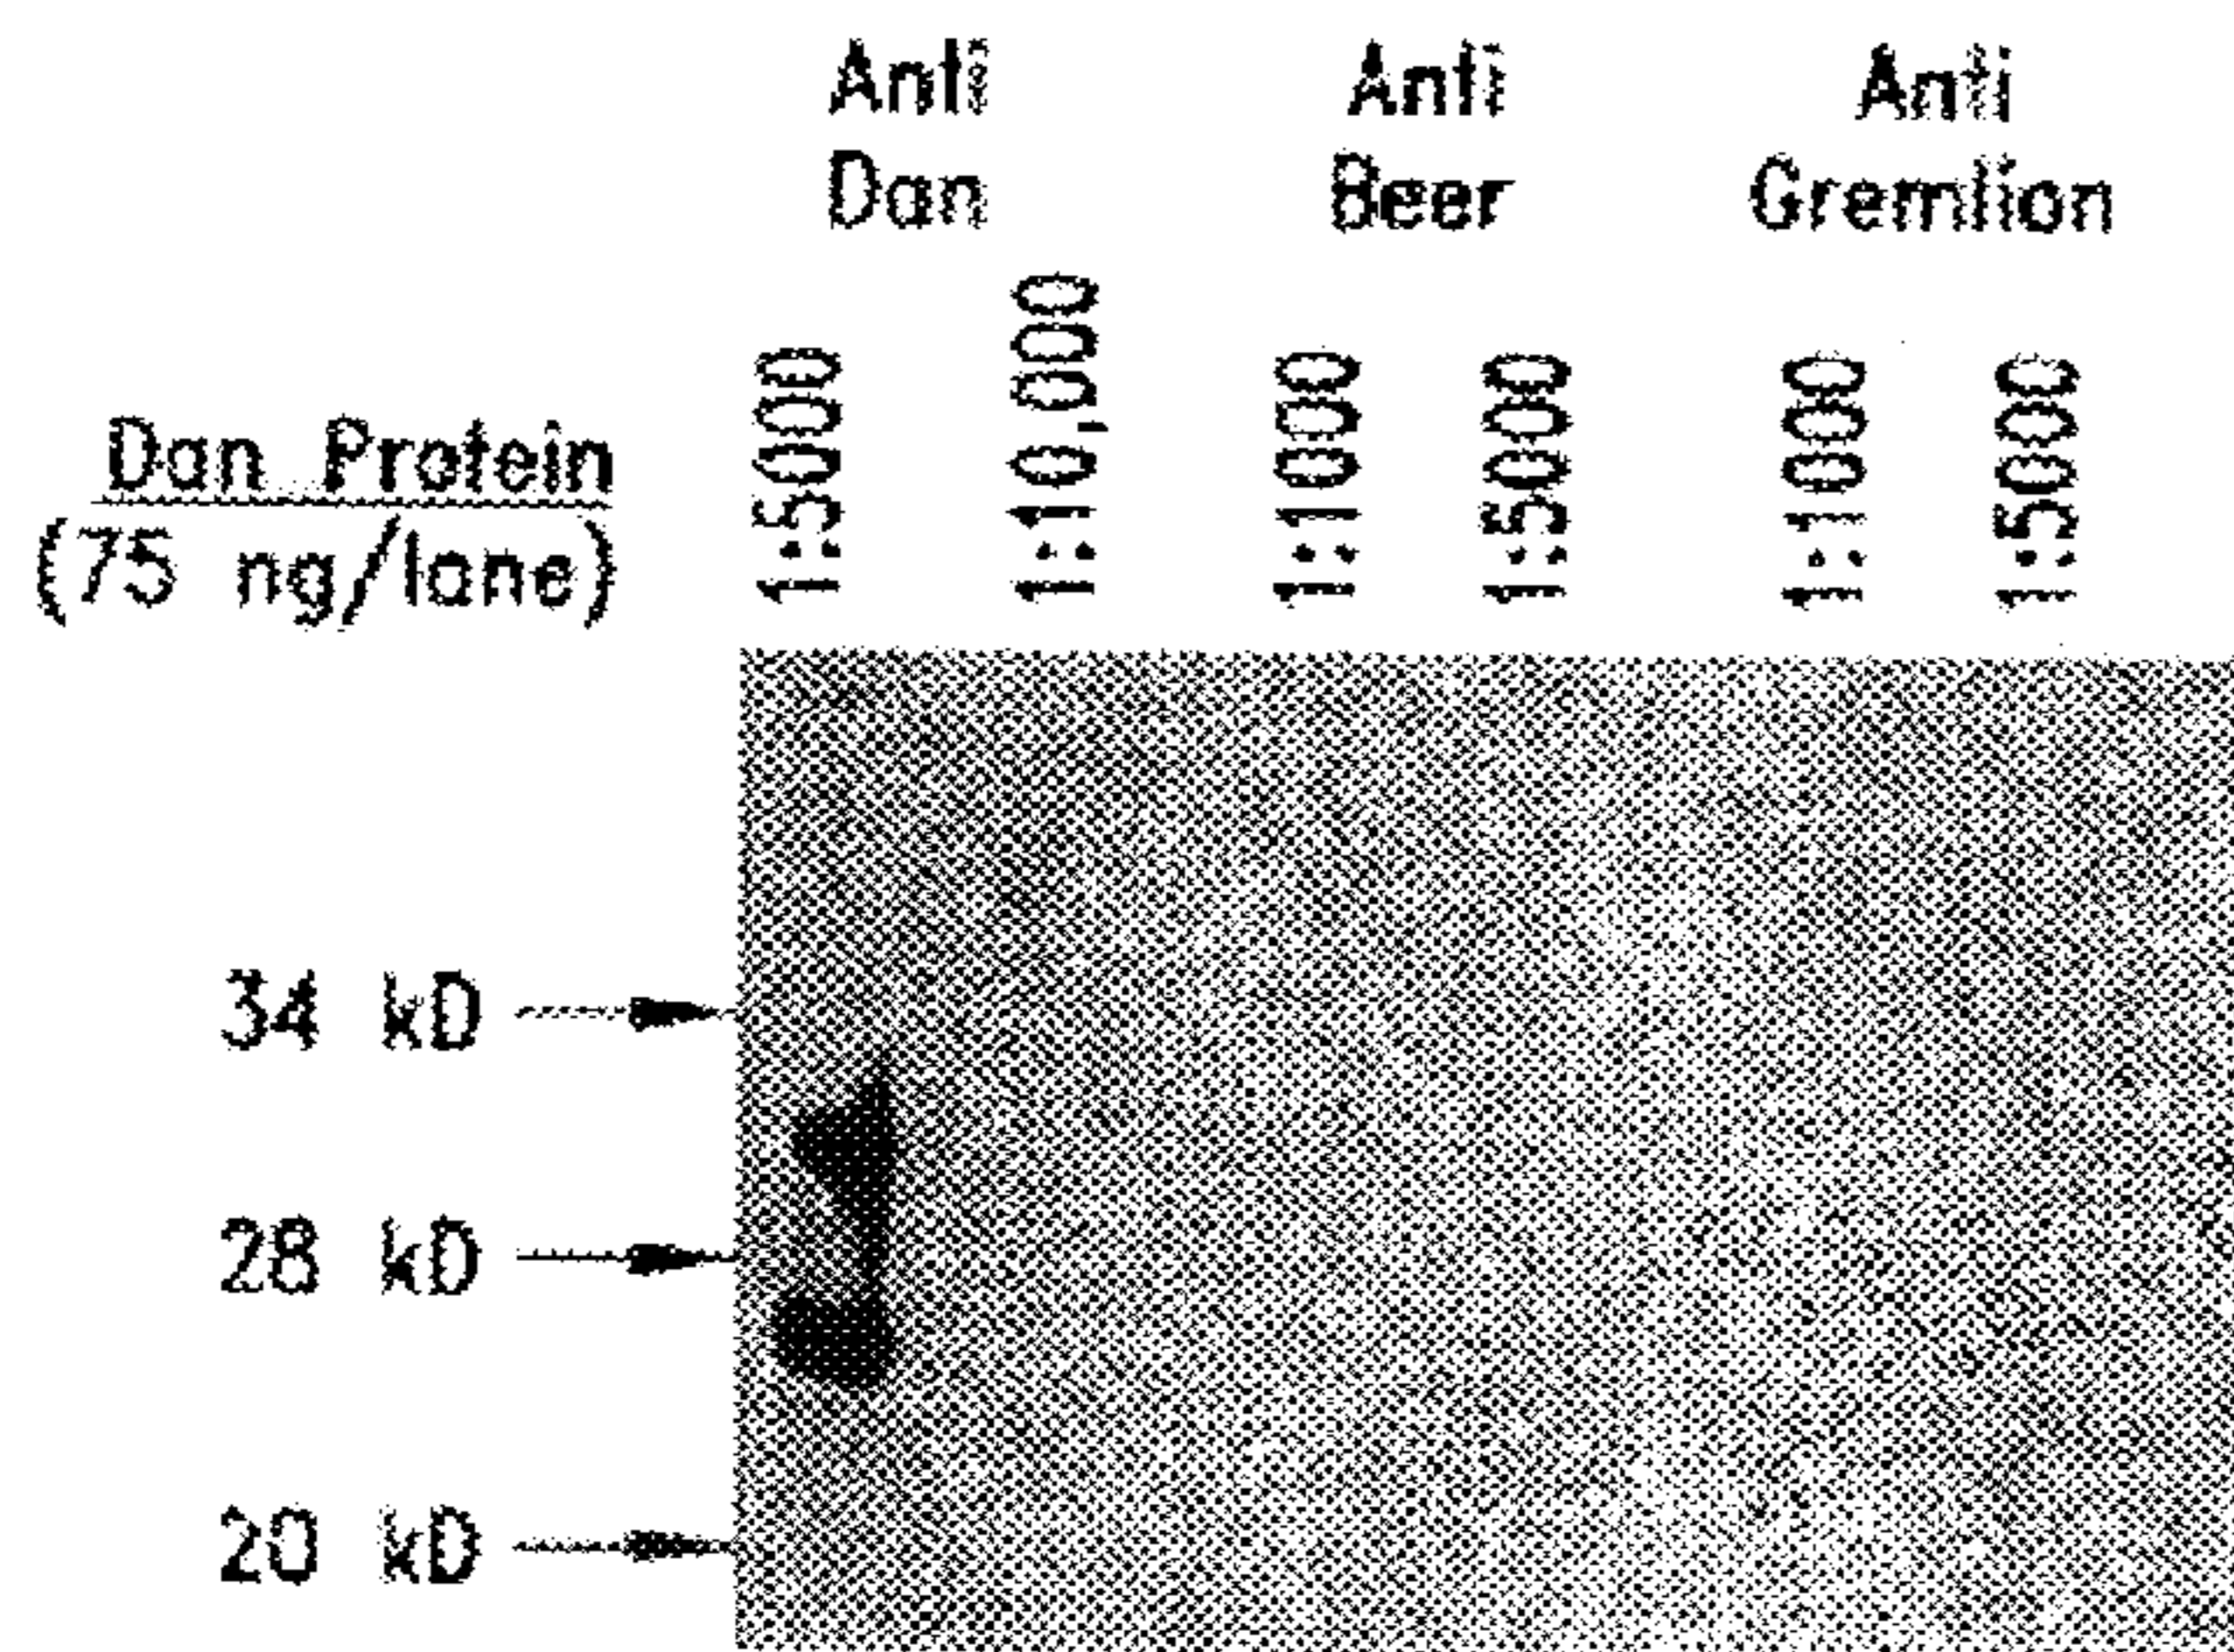 Anti
Dan
Anti
Beer
Anti
Gremlion
1:5000
1:10,000
1:1000
1:5000
1:1000
1:5000
Dan Protein
(75 ng/lane)
34 kD
28 kD
20 kD